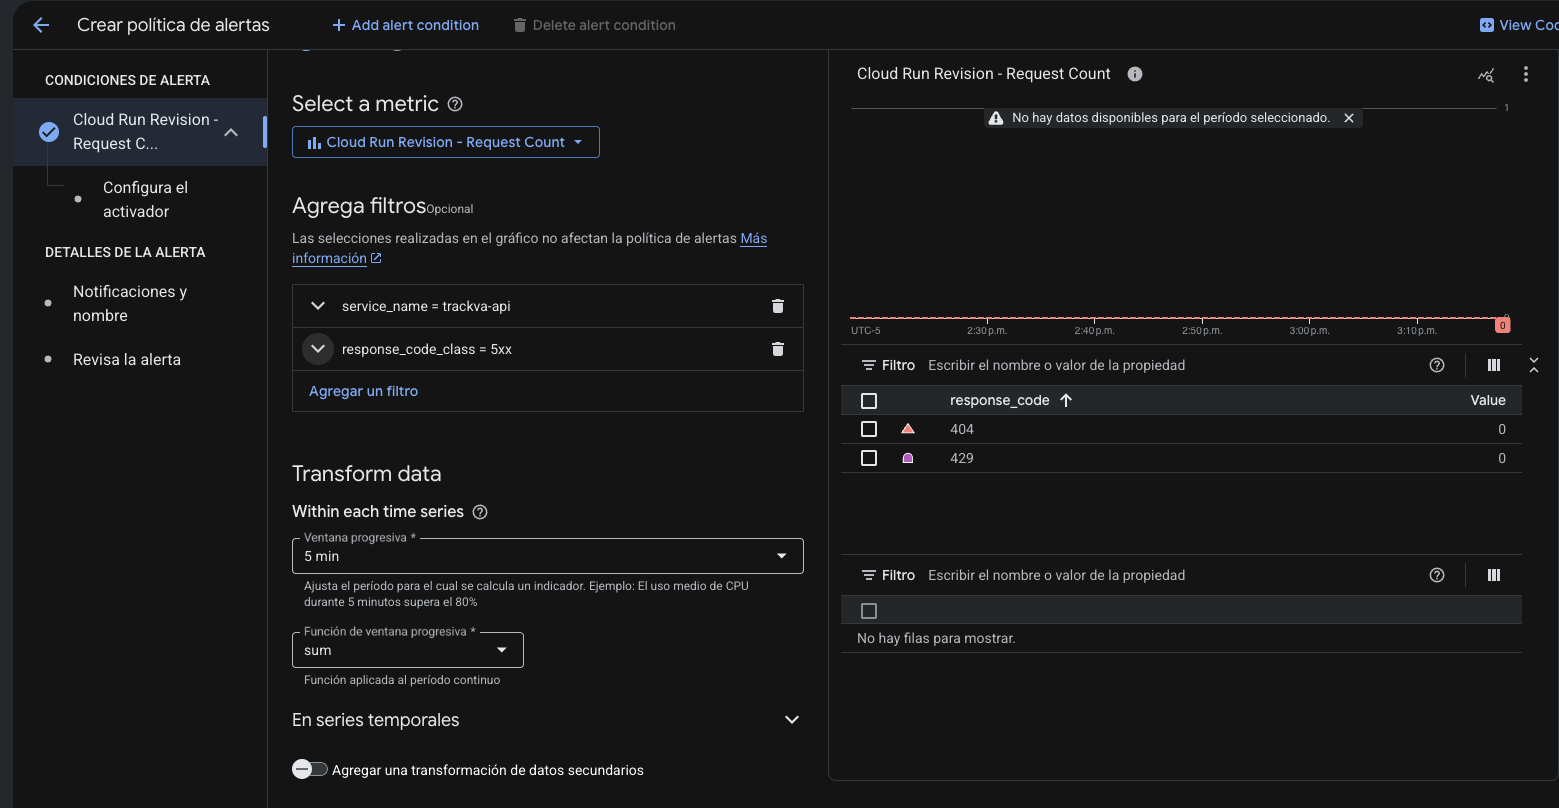 Crear política de alertas
Add alert condition
Delete alert condition
View Coc
CONDICIONES DE ALERTA
Cloud Run Revision -
Request C...
Configura el
activador
DETALLES DE LA ALERTA
Notificaciones y
nombre
Revisa la alerta
Select a metric
Cloud Run Revision - Request Count
Agrega filtrosOpcional
Las selecciones realizadas en el gráfico no afectan la política de alertas Más
información
service_name = trackva-api
response_code_class = 5xx
Agregar un filtro
Transform data
Within each time series
Ventana progresiva *
5 min
Ajusta el período para el cual se calcula un indicador. Ejemplo: El uso medio de CPU
durante 5 minutos supera el 80%
Función de ventana progresiva *
sum
Función aplicada al período continuo
En series temporales
Agregar una transformación de datos secundarios
Cloud Run Revision - Request Count
1
No hay datos disponibles para el período seleccionado.
0
0
UTC-5 2:30 p.m. 2:40 p.m. 2:50 p.m. 3:00 p.m. 3:10 p.m.
Filtro Escribir el nombre o valor de la propiedad
response_code Value
404 0
429 0
Filtro Escribir el nombre o valor de la propiedad
No hay filas para mostrar.